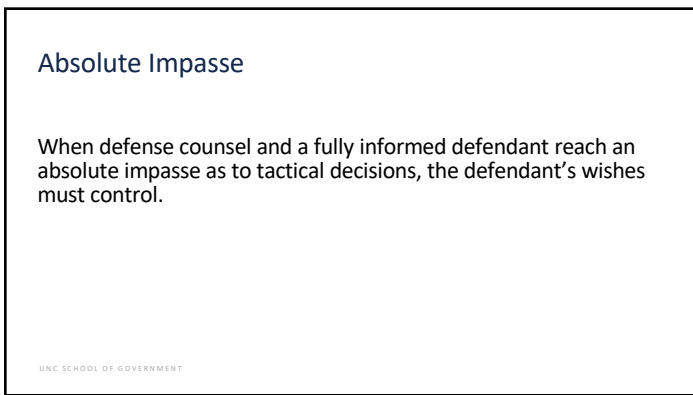 Absolute Impasse
When defense counsel and a fully informed defendant reach an
absolute impasse as to tactical decisions, the defendant’s wishes
must control.
UNC SCHOOL OF GOVERNMENT